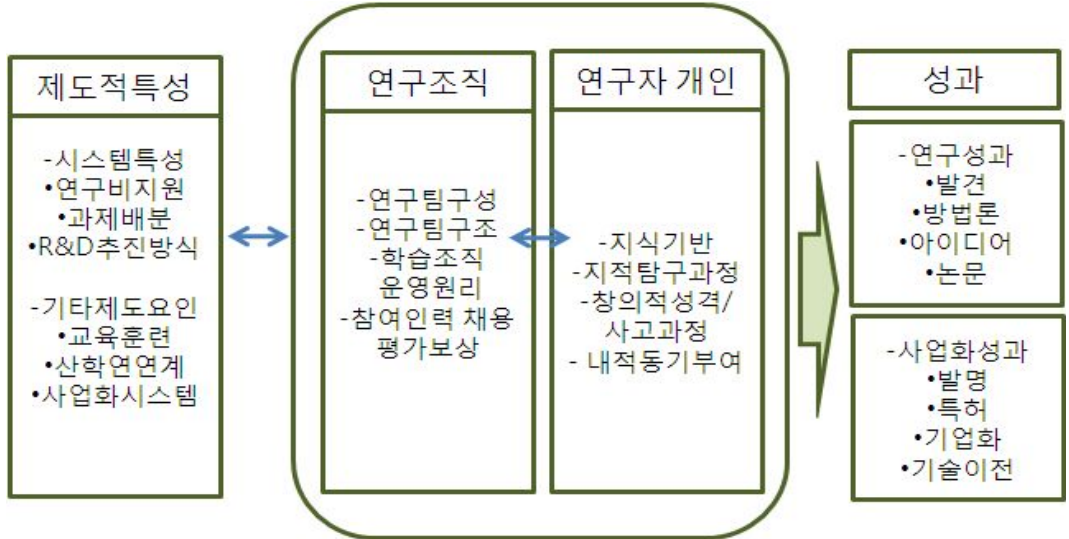 제도적특성
-시스템특성
•연구비지원
•과제배분
•R&D추진방식
-기타제도요인
•교육훈련
•산학연연계
•사업화시스템
연구조직
-연구팀구성
-연구팀구조
-학습조직
운영원리
-참여인력 채용
평가보상
연구자 개인
-지식기반
-지적탐구과정
-창의적성격/
사고과정
- 내적동기부여
성과
-연구성과
•발견
•방법론
•아이디어
•논문
-사업화성과
•발명
•특허
•기업화
•기술이전